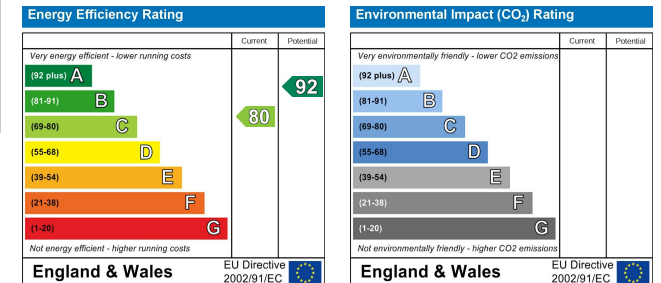 Energy Efficiency Rating
Current Potential
Very energy efficient - lower running costs
(92 plus) A
92
(81-91) B
80
(69-80) C
(55-68) D
(39-54) E
(21-38) F
(1-20) G
Not energy efficient - higher running costs
England & Wales
EU Directive
2002/91/EC
Environmental Impact (CO₂) Rating
Current Potential
Very environmentally friendly - lower CO2 emissions
(92 plus) A
(81-91) B
(69-80) C
(55-68) D
(39-54) E
(21-38) F
(1-20) G
Not environmentally friendly - higher CO2 emissions
England & Wales
EU Directive
2002/91/EC